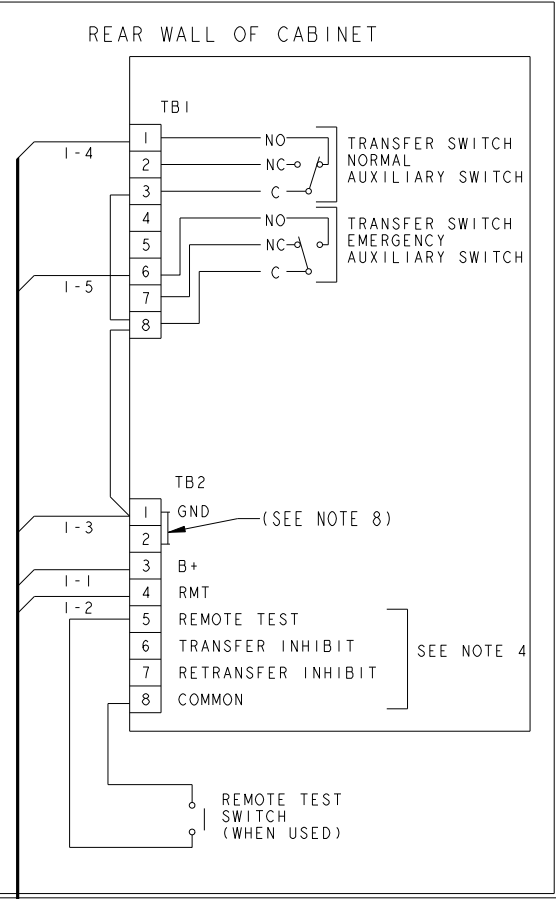 REAR WALL OF CABINET
TB1
1
2
3
4
5
6
7
8
NO
NC
C
TRANSFER SWITCH
NORMAL
AUXILIARY SWITCH
NO
NC
C
TRANSFER SWITCH
EMERGENCY
AUXILIARY SWITCH
1-4
1-5
TB2
1 GND
2
(SEE NOTE 8)
3 B+
4 RMT
5 REMOTE TEST
6 TRANSFER INHIBIT
7 RETRANSFER INHIBIT
8 COMMON
SEE NOTE 4
1-3
1-1
1-2
REMOTE TEST
SWITCH
(WHEN USED)